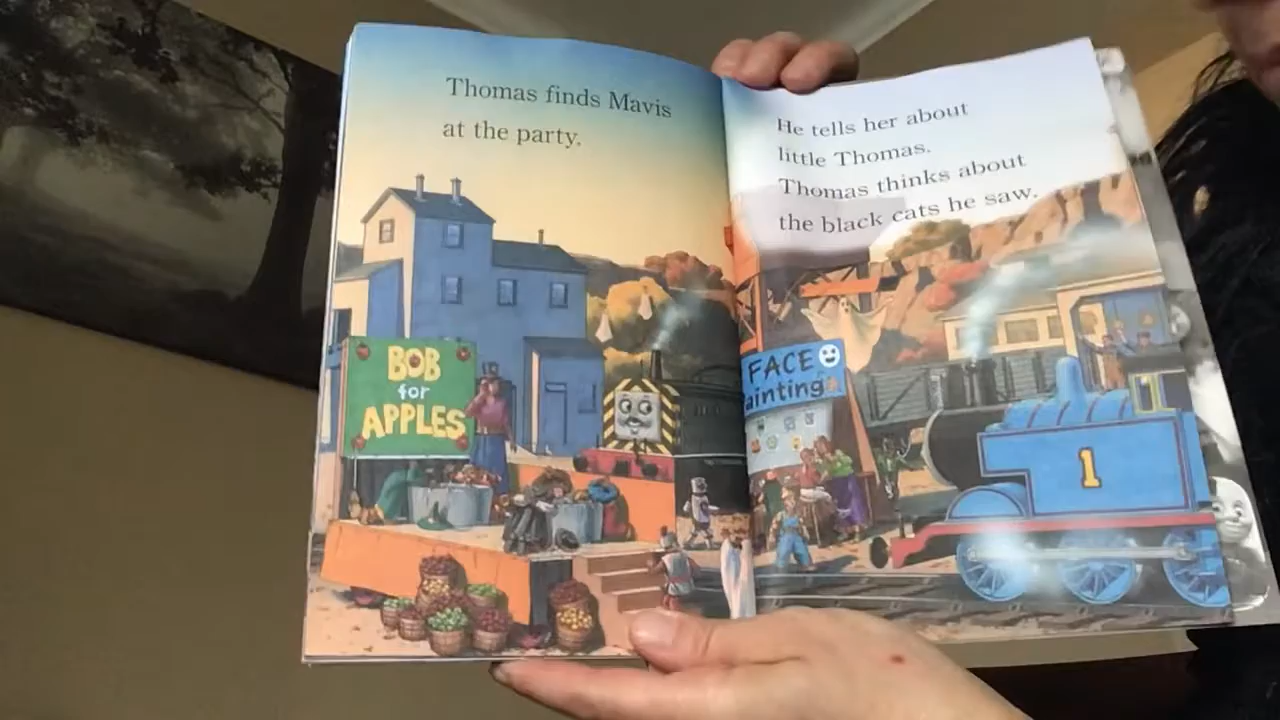 Thomas finds Mavis
at the party.
BOB
for
APPLES
He tells her about
little Thomas.
Thomas thinks about
the black cats he saw.
FACE
ainting
1